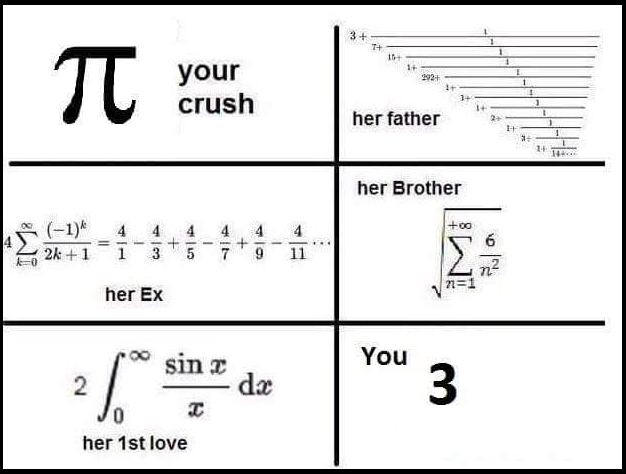 π your crush
3 + 1
7+ 1
15+ 1
1+ 1
292+ 1
1+ 1
1+ 1
1+ 1
2+ 1
1+ 1
3+ 1
1+ 1
14+···
her father
4 ∑ k=0 ∞ (-1)^k / 2k + 1 = 4/1 - 4/3 + 4/5 - 4/7 + 4/9 - 4/11 ···
her Ex
her Brother
√ ∑ n=1 +∞ 6 / n²
2 ∫ 0 ∞ sin x / x dx
her 1st love
You 3